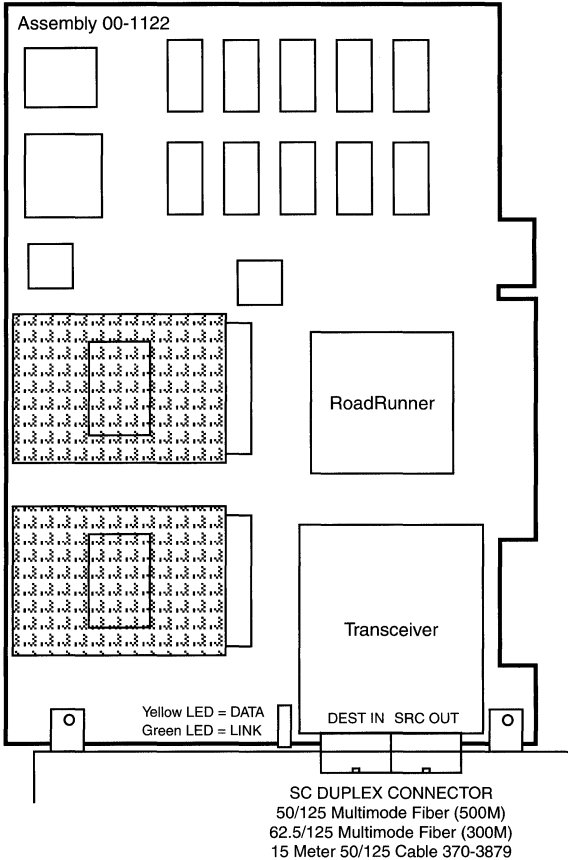 Assembly 00-1122
RoadRunner
Transceiver
Yellow LED = DATA
Green LED = LINK
DEST IN SRC OUT
SC DUPLEX CONNECTOR
50/125 Multimode Fiber (500M)
62.5/125 Multimode Fiber (300M)
15 Meter 50/125 Cable 370-3879